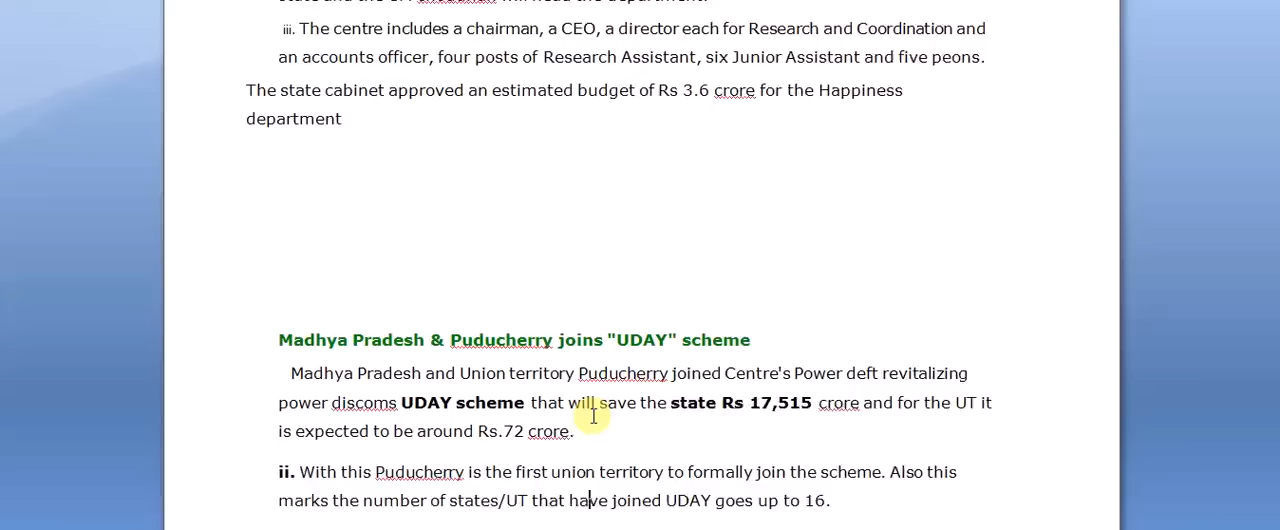 iii. The centre includes a chairman, a CEO, a director each for Research and Coordination and
an accounts officer, four posts of Research Assistant, six Junior Assistant and five peons.
The state cabinet approved an estimated budget of Rs 3.6 crore for the Happiness
department
Madhya Pradesh & Puducherry joins "UDAY" scheme
Madhya Pradesh and Union territory Puducherry joined Centre's Power deft revitalizing
power discoms UDAY scheme that will save the state Rs 17,515 crore and for the UT it
is expected to be around Rs.72 crore.
ii. With this Puducherry is the first union territory to formally join the scheme. Also this
marks the number of states/UT that have joined UDAY goes up to 16.